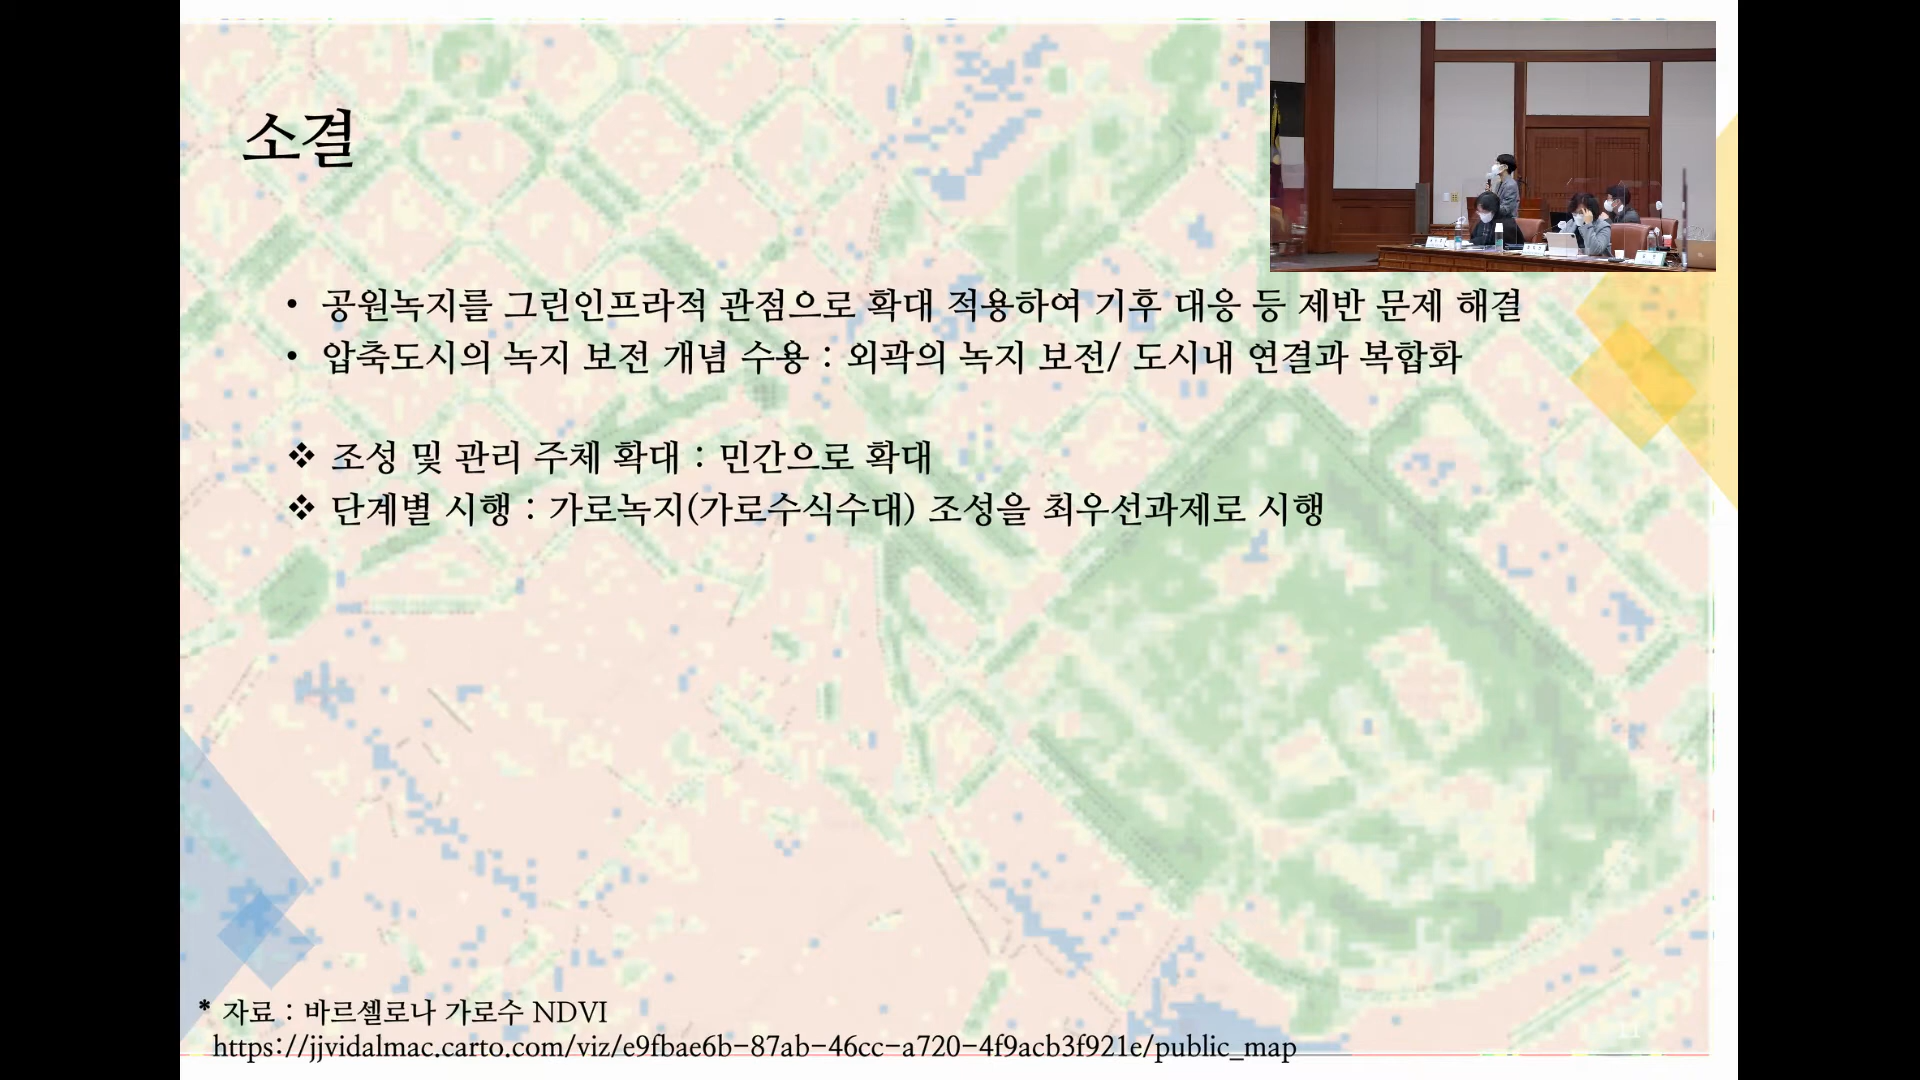 소결
• 공원녹지를 그린인프라적 관점으로 확대 적용하여 기후 대응 등 제반 문제 해결
• 압축도시의 녹지 보전 개념 수용 : 외곽의 녹지 보전/ 도시내 연결과 복합화
❖ 조성 및 관리 주체 확대 : 민간으로 확대
❖ 단계별 시행 : 가로녹지(가로수식수대) 조성을 최우선과제로 시행
* 자료 : 바르셀로나 가로수 NDVI
https://jjvidalmac.carto.com/viz/e9fbae6b-87ab-46cc-a720-4f9acb3f921e/public_map
11